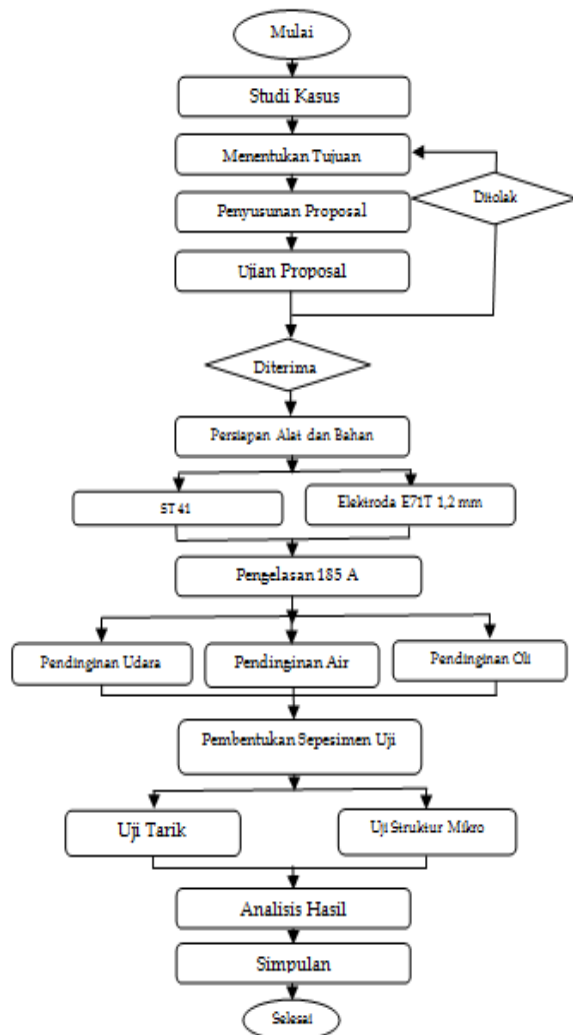 Mulai
Studi Kasus
Menentukan Tujuan
Ditolak
Penyusunan Proposal
Ujian Proposal
Diterima
Persiapan Alat dan Bahan
ST 41
Elektroda E71T 1,2 mm
Pengelasan 185 A
Pendinginan Udara
Pendinginan Air
Pendinginan Oli
Pembentukan Sepesimen Uji
Uji Tarik
Uji Struktur Mikro
Analisis Hasil
Simpulan
Selesai